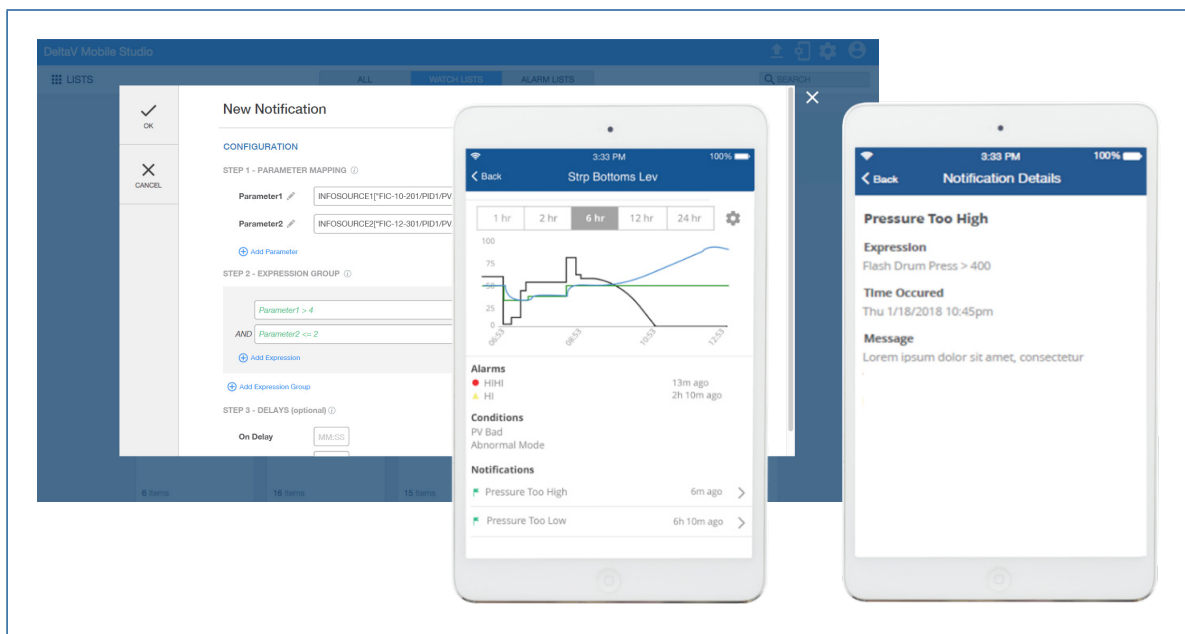 DeltaV Mobile Studio
LISTS
ALL
WATCH LISTS
ALARM LISTS
SEARCH
OK
CANCEL
New Notification
CONFIGURATION
STEP 1 - PARAMETER MAPPING
Parameter1
INFOSOURCE1["FIC-10-201/PID1/PV
Parameter2
INFOSOURCE2["FIC-12-301/PID1/PV
Add Parameter
STEP 2 - EXPRESSION GROUP
Parameter1 > 4
AND Parameter2 <= 2
Add Expression
Add Expression Group
STEP 3 - DELAYS (optional)
On Delay
MM:SS
6 Items
16 Items
15 Items
3:33 PM 100%
Back Strp Bottoms Lev
1 hr 2 hr 6 hr 12 hr 24 hr
100
75
50
25
0
06:53 08:53 10:53 12:53
Alarms
HIHI 13m ago
HI 2h 10m ago
Conditions
PV Bad
Abnormal Mode
Notifications
Pressure Too High 6m ago
Pressure Too Low 6h 10m ago
3:33 PM 100%
Back Notification Details
Pressure Too High
Expression
Flash Drum Press > 400
Time Occured
Thu 1/18/2018 10:45pm
Message
Lorem ipsum dolor sit amet, consectetur